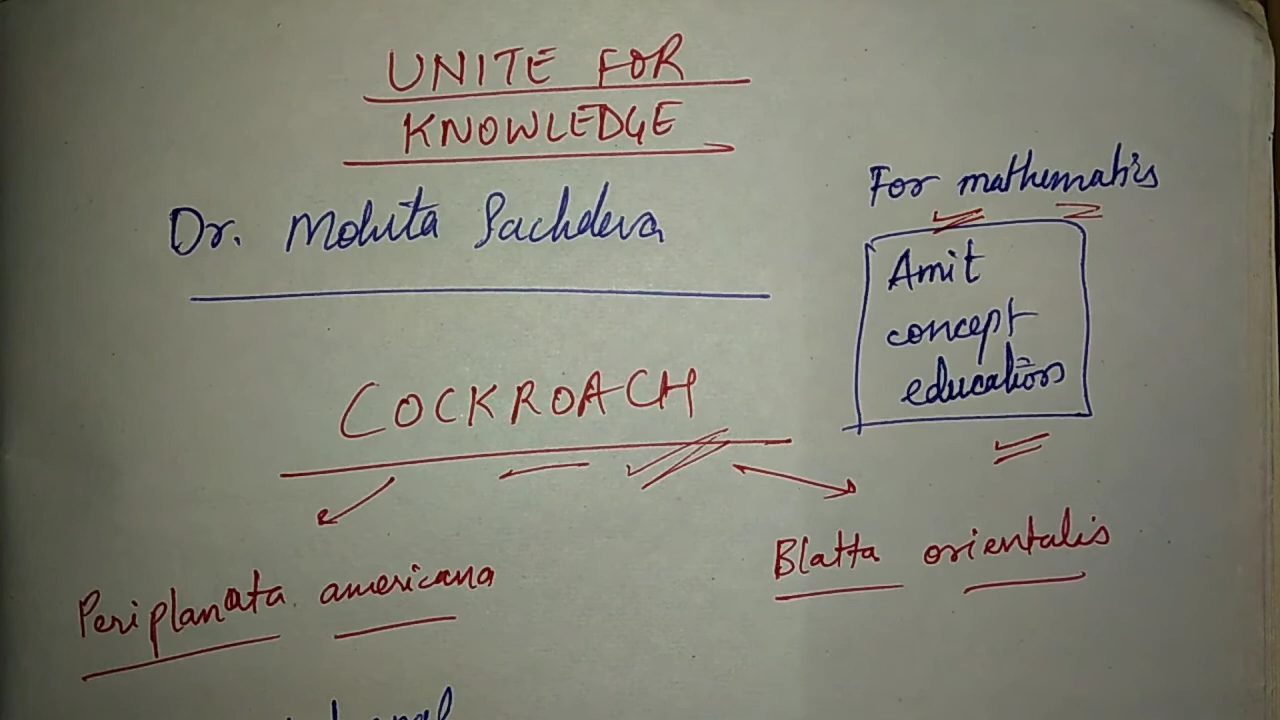 UNITE FOR
KNOWLEDGE
Dr. Mohita Sachdeva
For mathematics
Amit
concept
education
COCKROACH
Periplanata americana
Blatta orientalis